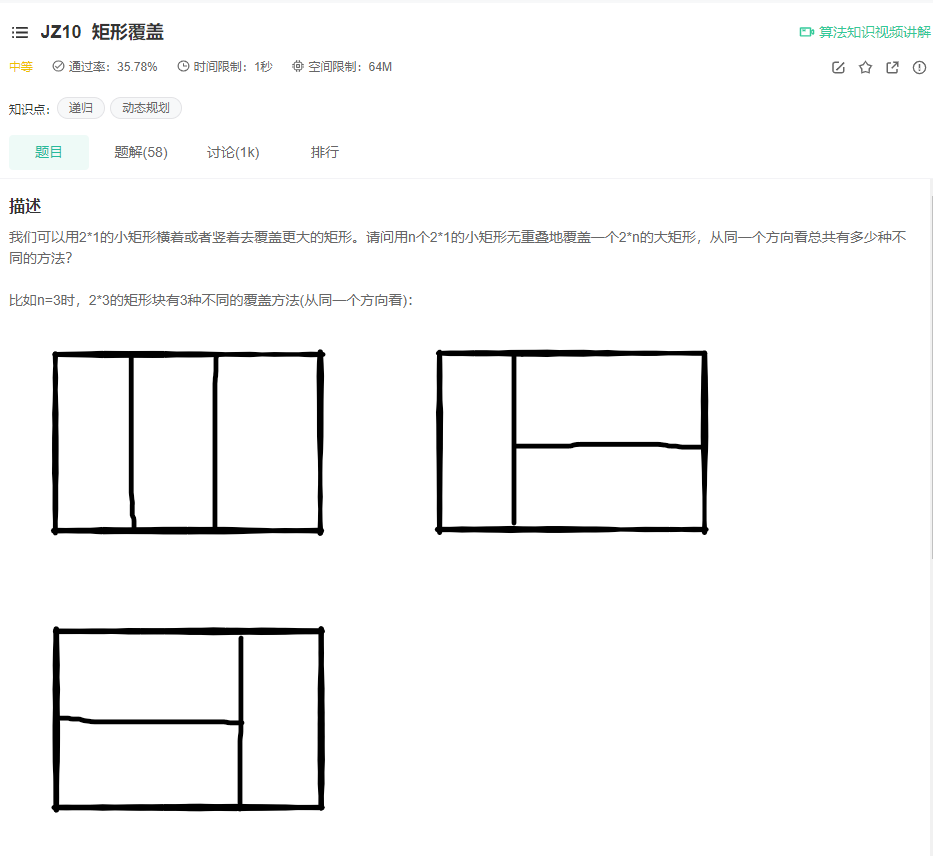 JZ10 矩形覆盖
算法知识视频讲解
中等 通过率：35.78% 时间限制：1秒 空间限制：64M
知识点： 递归 动态规划
题目 题解(58) 讨论(1k) 排行
描述
我们可以用2*1的小矩形横着或者竖着去覆盖更大的矩形。请问用n个2*1的小矩形无重叠地覆盖一个2*n的大矩形，从同一个方向看总共有多少种不
同的方法？
比如n=3时，2*3的矩形块有3种不同的覆盖方法(从同一个方向看)：